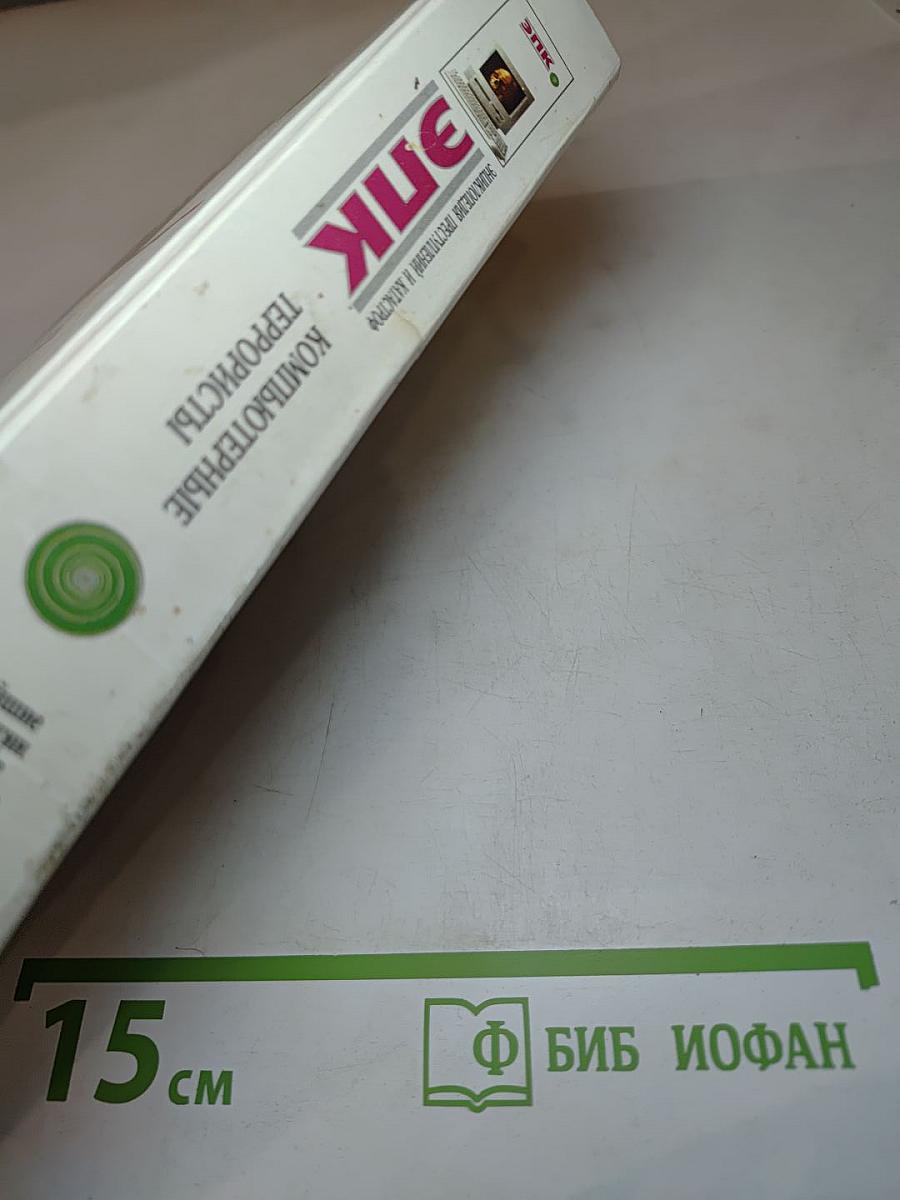 ЭПК
ЭПК
ЭНЦИКЛОПЕДИЯ ПРЕСТУПЛЕНИЙ И КАТАСТРОФ
КОМПЬЮТЕРНЫЕ
ТЕРРОРИСТЫ
15 см
Ф БИБ ИОФАН